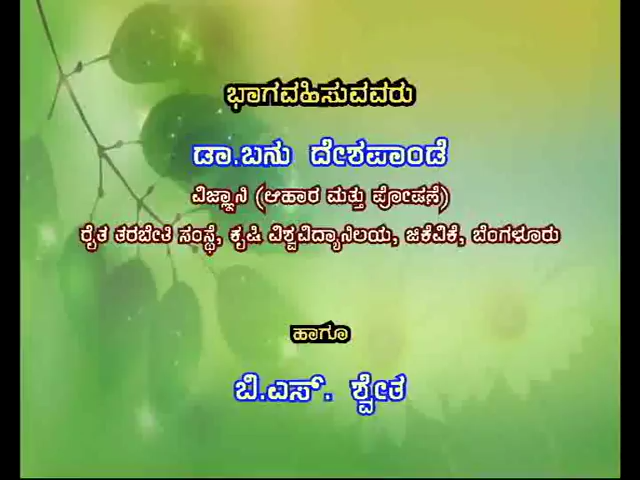 ಭಾಗವಹಿಸುವವರು
ಡಾ.ಬನು ದೇಶಪಾಂಡೆ
ವಿಜ್ಞಾನಿ (ಆಹಾರ ಮತ್ತು ಪೋಷಣೆ)
ರೈತ ತರಬೇತಿ ಸಂಸ್ಥೆ, ಕೃಷಿ ವಿಶ್ವವಿದ್ಯಾನಿಲಯ, ಜಿಕೆವಿಕೆ, ಬೆಂಗಳೂರು
ಹಾಗೂ
ಬಿ.ಎಸ್. ಶ್ವೇತ